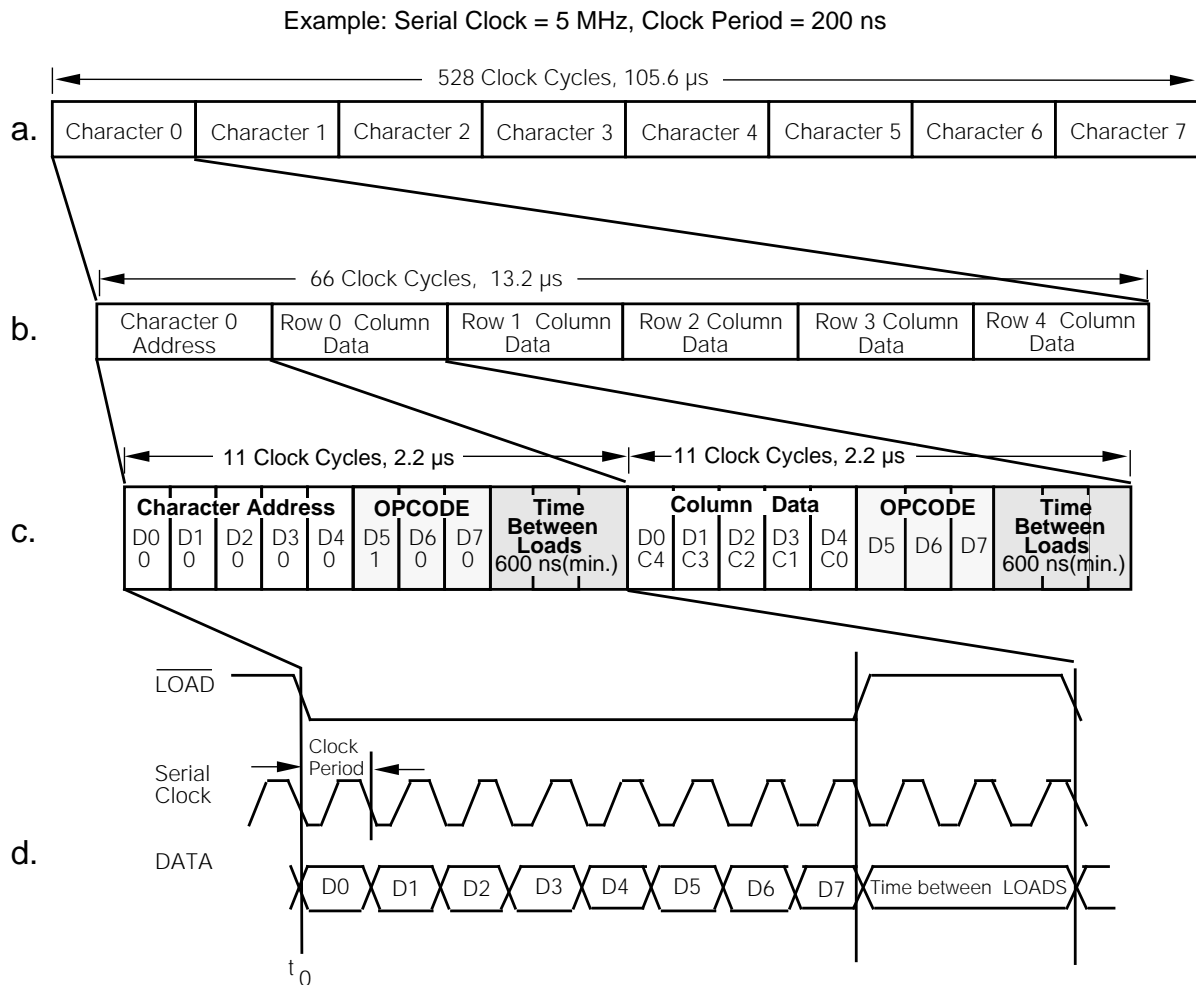 Example: Serial Clock = 5 MHz, Clock Period = 200 ns
528 Clock Cycles, 105.6 µs
a.
Character 0 Character 1 Character 2 Character 3 Character 4 Character 5 Character 6 Character 7
66 Clock Cycles, 13.2 µs
b.
Character 0 Address
Row 0 Column Data
Row 1 Column Data
Row 2 Column Data
Row 3 Column Data
Row 4 Column Data
11 Clock Cycles, 2.2 µs
11 Clock Cycles, 2.2 µs
c.
Character Address
D0 D1 D2 D3 D4
0 0 0 0 0
OPCODE
D5 D6 D7
1 0 0
Time
Between
Loads
600 ns(min.)
Column Data
D0 D1 D2 D3 D4
C4 C3 C2 C1 C0
OPCODE
D5 D6 D7
Time
Between
Loads
600 ns(min.)
LOAD
Clock
Period
Serial
Clock
d.
DATA
D0 D1 D2 D3 D4 D5 D6 D7 Time between LOADS
t0